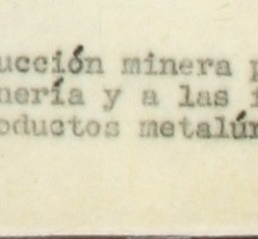 ucción minera p
nería y a las i
oductos metalúr